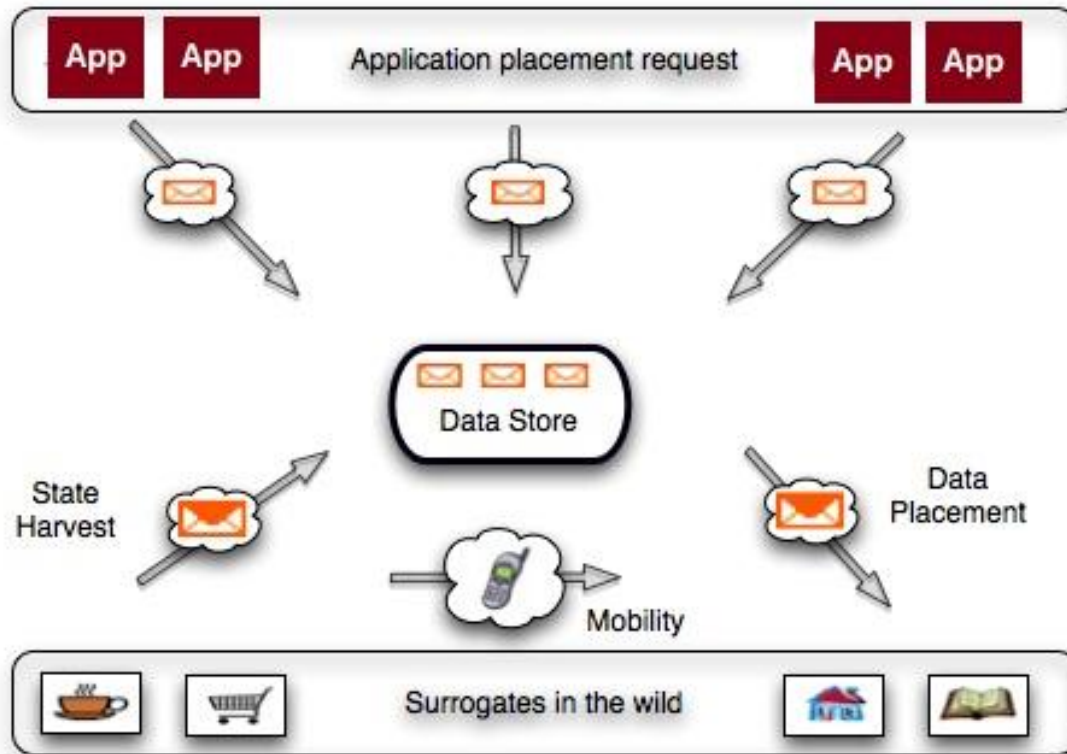 App App Application placement request App App
Data Store
State
Harvest
Data
Placement
Mobility
Surrogates in the wild